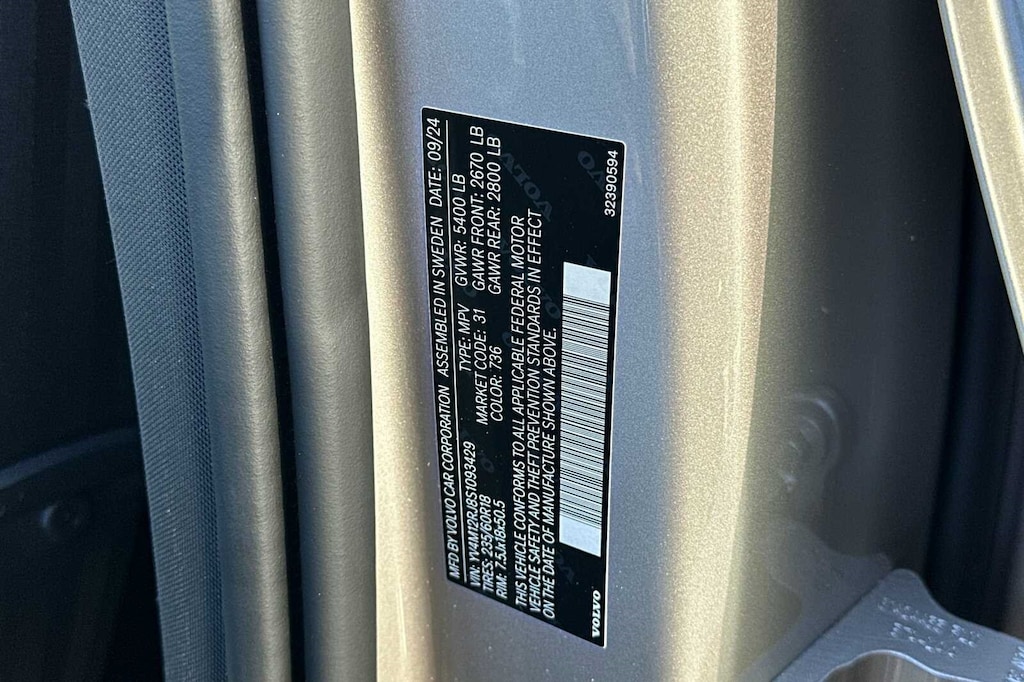 MFD BY VOLVO CAR CORPORATION ASSEMBLED IN SWEDEN DATE: 09/24
VIN: YV4M12RJ8S1093429 TYPE: MPV GVWR: 5400 LB
TIRES: 235/60R18 MARKET CODE: 31 GAWR FRONT: 2670 LB
RIM: 7.5Jx18x50.5 COLOR: 736 GAWR REAR: 2800 LB
THIS VEHICLE CONFORMS TO ALL APPLICABLE FEDERAL MOTOR
VEHICLE SAFETY AND THEFT PREVENTION STANDARDS IN EFFECT
ON THE DATE OF MANUFACTURE SHOWN ABOVE.
VOLVO 32390594